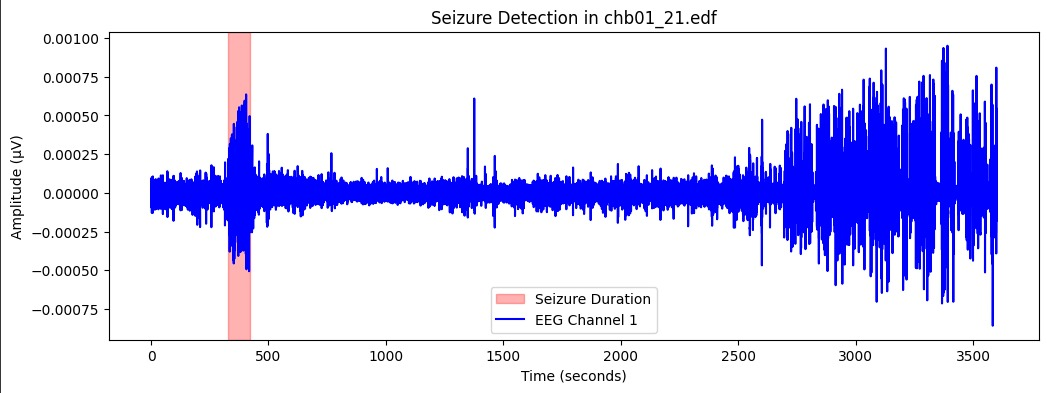 Seizure Detection in chb01_21.edf
Amplitude (µV)
0.00100
0.00075
0.00050
0.00025
0.00000
−0.00025
−0.00050
−0.00075
Seizure Duration
EEG Channel 1
0 500 1000 1500 2000 2500 3000 3500
Time (seconds)